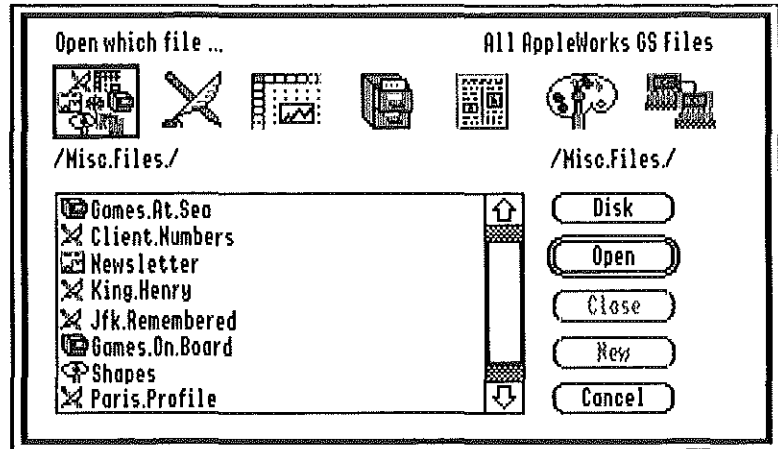 Open which file ...
All AppleWorks GS Files
/Misc.Files./
/Misc.Files./
Games.At.Sea
Client.Numbers
Newsletter
King.Henry
Jfk.Remembered
Games.On.Board
Shapes
Paris.Profile
Disk
Open
Close
New
Cancel